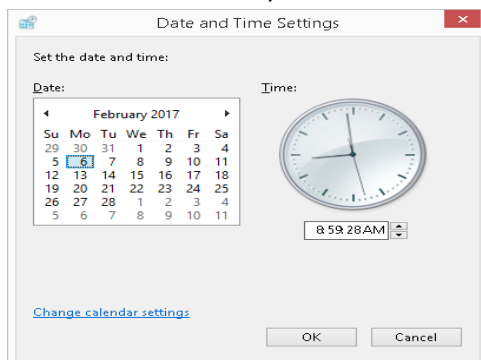 Date and Time Settings
Set the date and time:
Date:
Time:
February 2017
Su Mo Tu We Th Fr Sa
29 30 31 1 2 3 4
5 6 7 8 9 10 11
12 13 14 15 16 17 18
19 20 21 22 23 24 25
26 27 28 1 2 3 4
5 6 7 8 9 10 11
8:59:28 AM
Change calendar settings
OK
Cancel